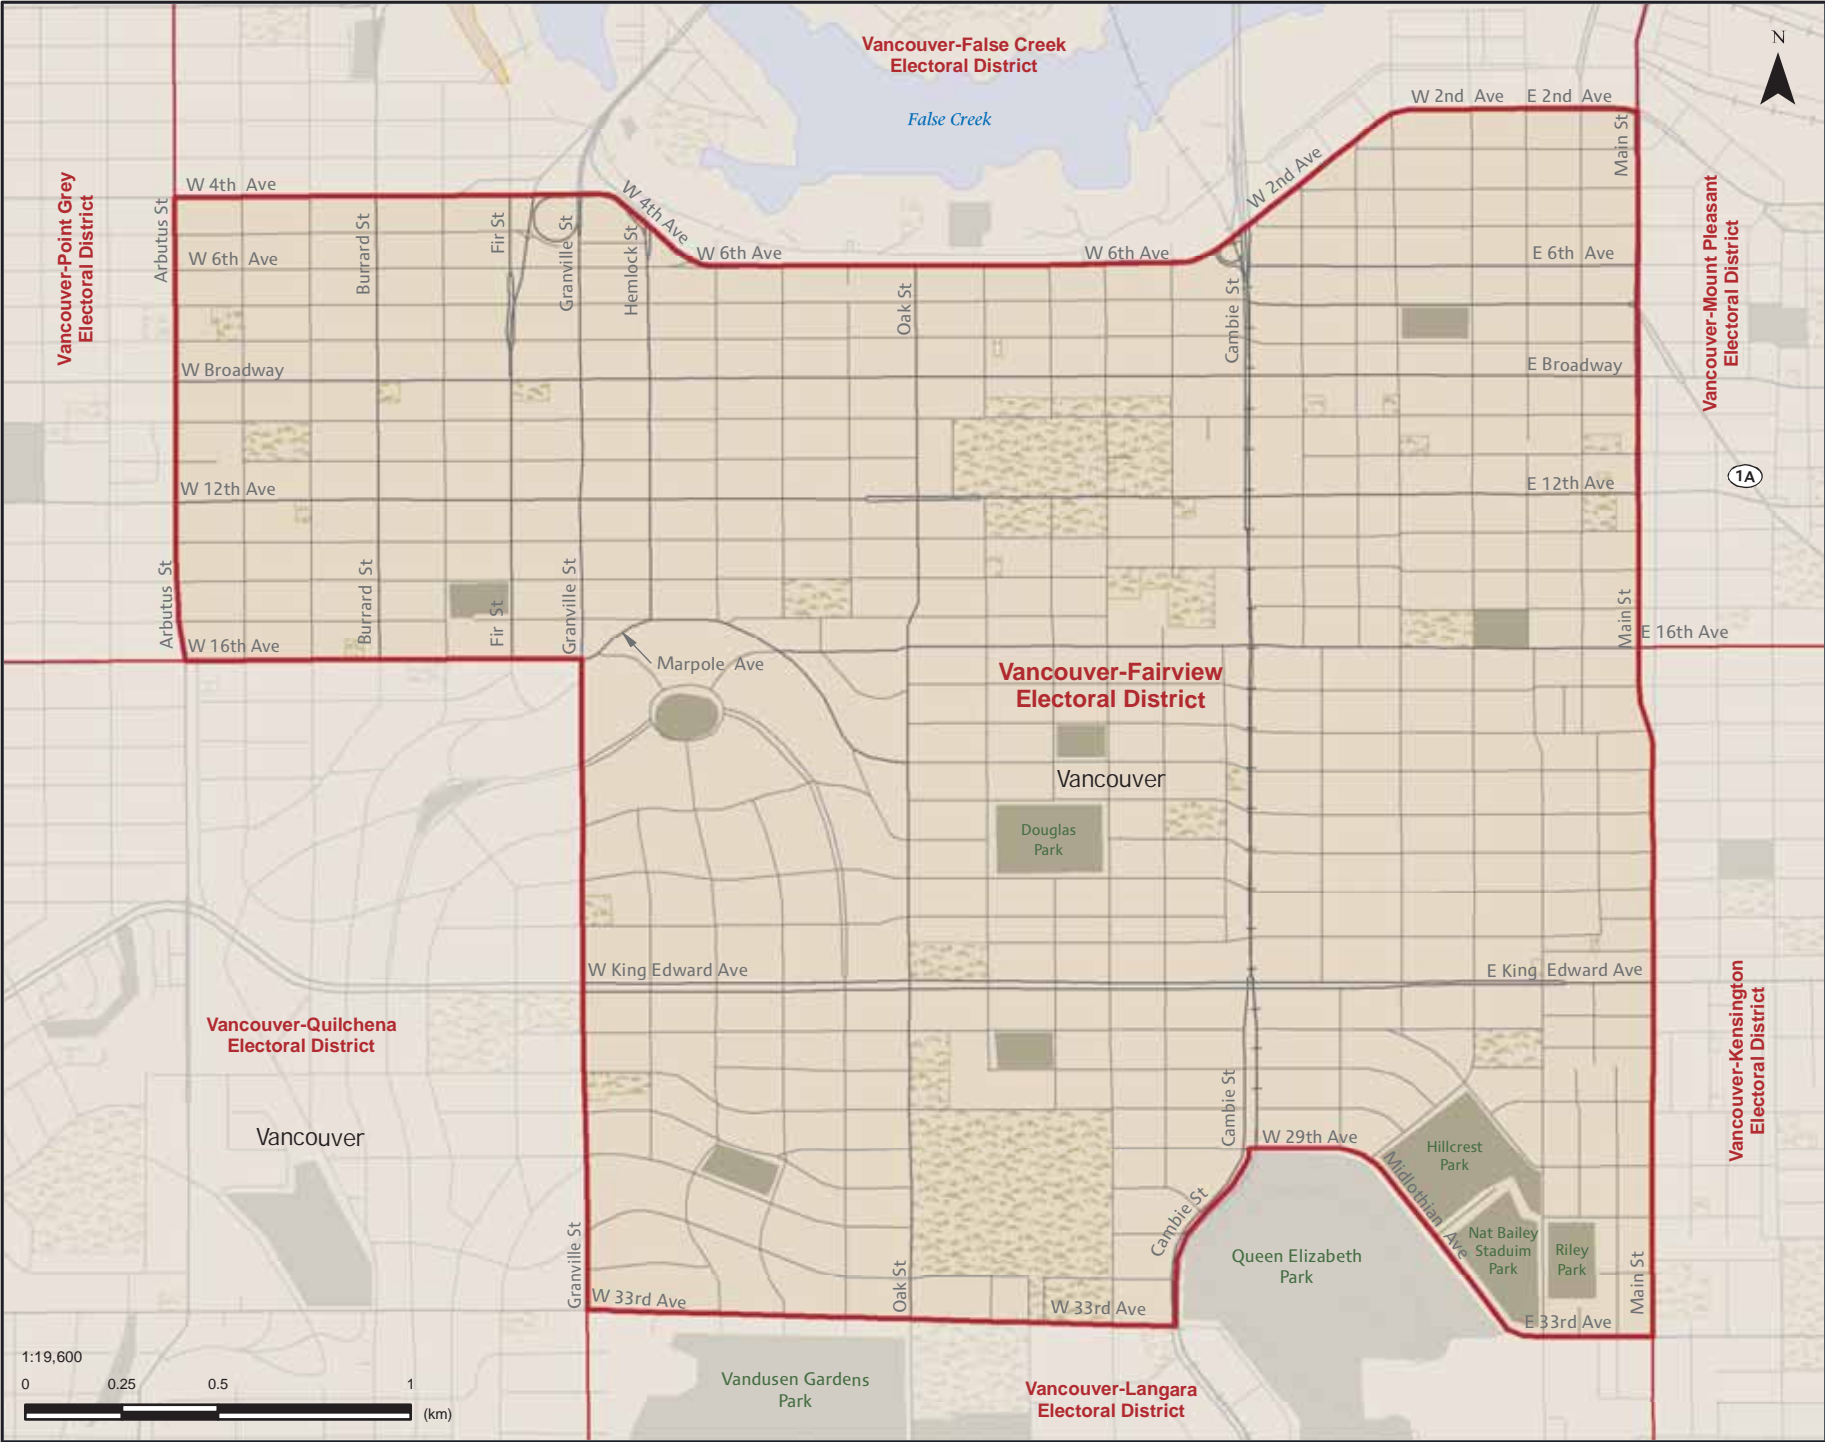 Vancouver-False Creek
Electoral District
N
False Creek
W 2nd Ave
E 2nd Ave
Main St
W 2nd Ave
Vancouver-Point Grey
Electoral District
W 4th Ave
W 4th Ave
Arbutus St
Burrard St
Fir St
Granville St
Hemlock St
W 6th Ave
W 6th Ave
W 6th Ave
E 6th Ave
Oak St
Cambie St
Vancouver-Mount Pleasant
Electoral District
W Broadway
E Broadway
1A
W 12th Ave
E 12th Ave
Arbutus St
Burrard St
Fir St
Granville St
Main St
W 16th Ave
E 16th Ave
Marpole Ave
Vancouver-Fairview
Electoral District
Vancouver
Douglas
Park
W King Edward Ave
E King Edward Ave
Vancouver-Quilchena
Electoral District
Vancouver
Vancouver-Kensington
Electoral District
Cambie St
W 29th Ave
Hillcrest
Park
Midlothian Ave
Cambie St
Nat Bailey
Staduim
Park
Riley
Park
Queen Elizabeth
Park
Granville St
Oak St
Main St
W 33rd Ave
W 33rd Ave
E 33rd Ave
Vandusen Gardens
Park
Vancouver-Langara
Electoral District
1:19,600
0 0.25 0.5 1
(km)